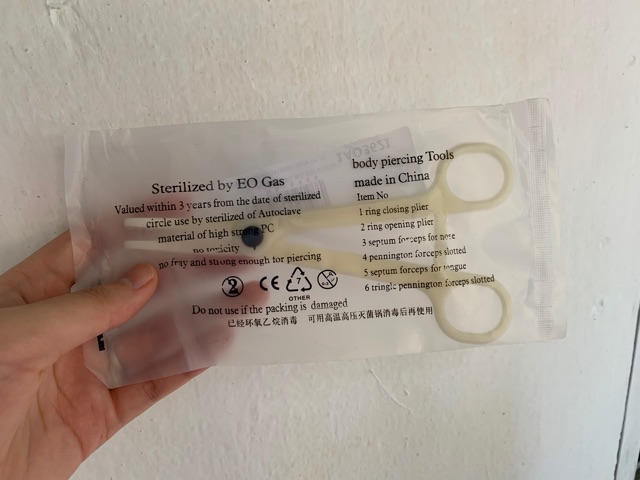 Sterilized by EO Gas
Valued within 3 years from the date of sterilized
circle use by sterilized of Autoclave
material of high strong PC
no toxicity
no fray and strong enough for piercing
2 CE 7
OTHER
Do not use if the packing is damaged
已经环氧乙烷消毒 可用高温高压灭菌锅消毒后再使用
body piercing Tools
made in China
Item No
1 ring closing plier
2 ring opening plier
3 septum forceps for nose
4 pennington forceps slotted
5 septum forceps for tongue
6 tringle pennington forceps slotted